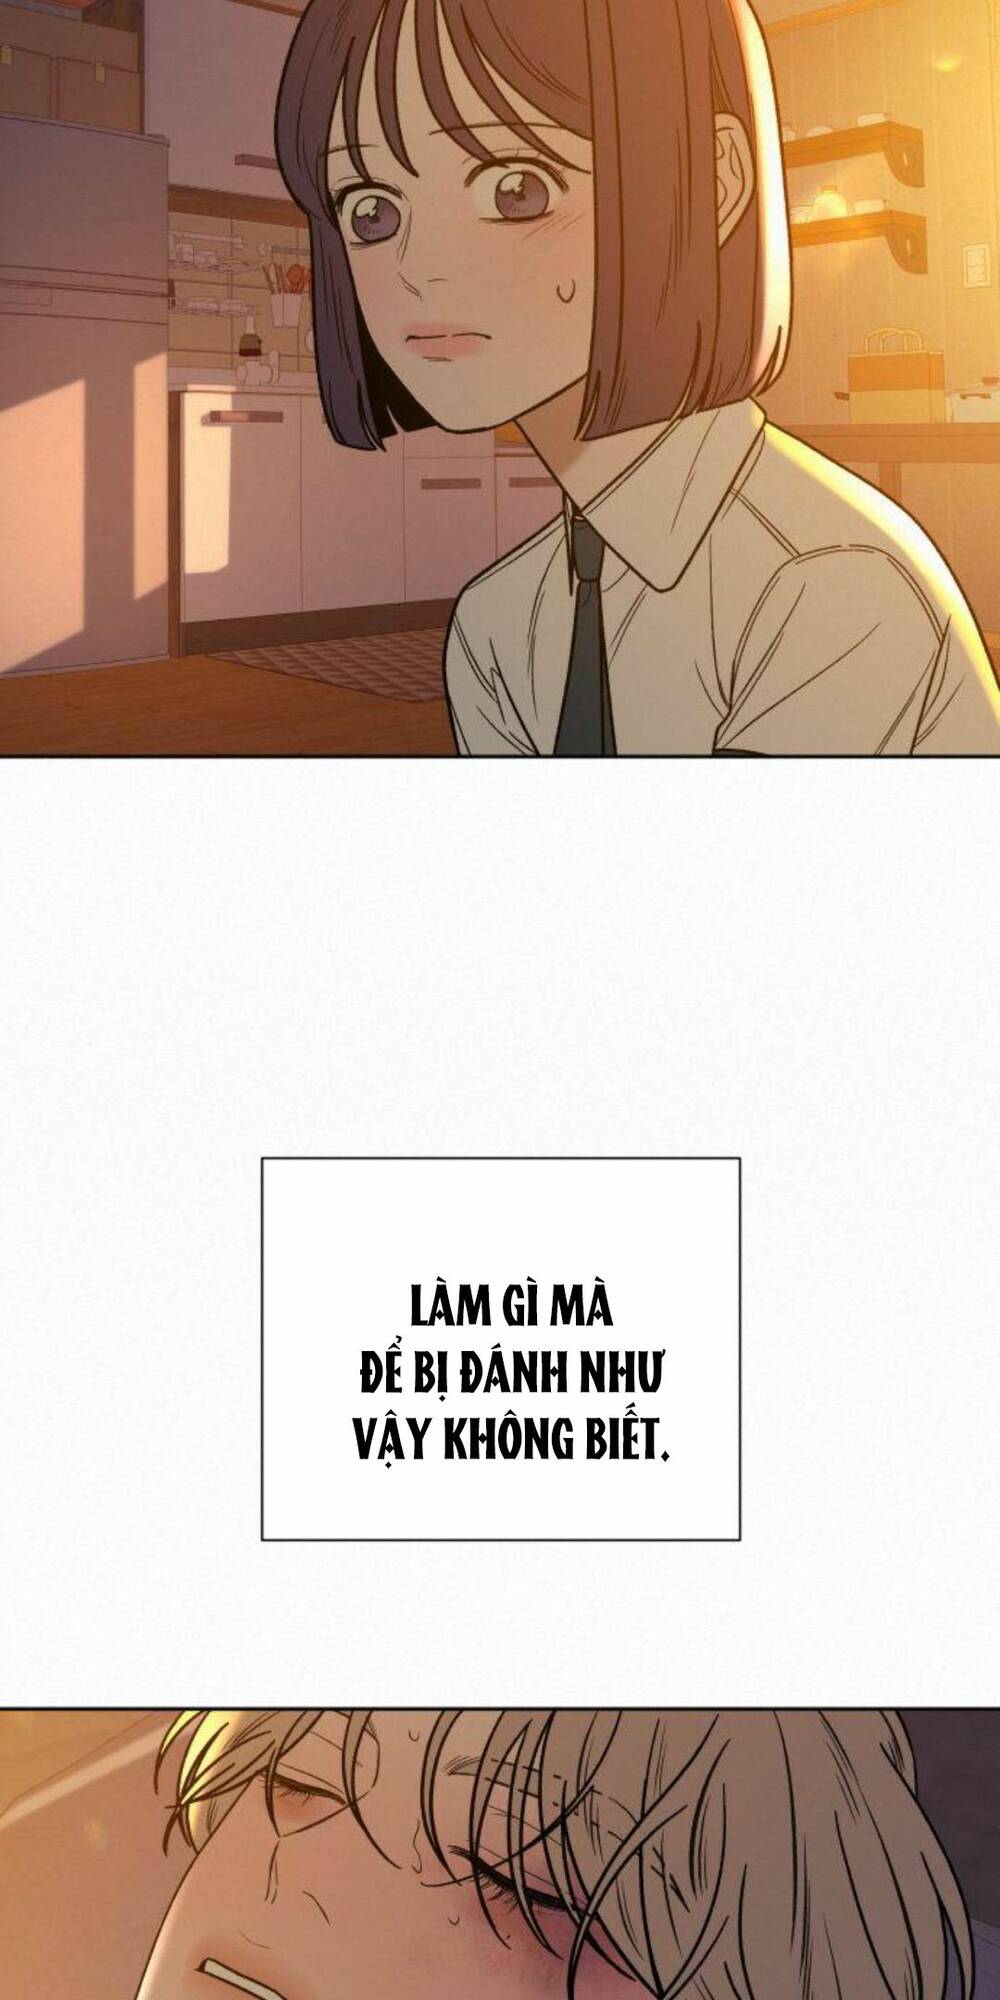 LÀM GÌ MÀ
ĐỂ BỊ ĐÁNH NHƯ
VẬY KHÔNG BIẾT.